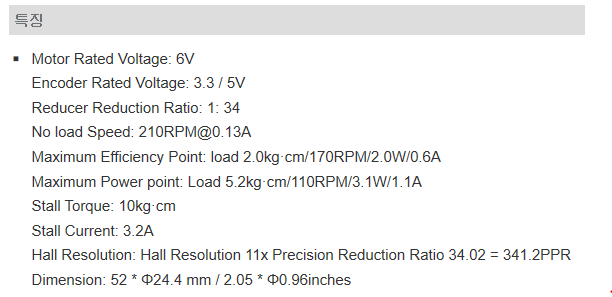 특징
▪ Motor Rated Voltage: 6V
Encoder Rated Voltage: 3.3 / 5V
Reducer Reduction Ratio: 1: 34
No load Speed: 210RPM@0.13A
Maximum Efficiency Point: load 2.0kg·cm/170RPM/2.0W/0.6A
Maximum Power point: Load 5.2kg·cm/110RPM/3.1W/1.1A
Stall Torque: 10kg·cm
Stall Current: 3.2A
Hall Resolution: Hall Resolution 11x Precision Reduction Ratio 34.02 = 341.2PPR
Dimension: 52 * Φ24.4 mm / 2.05 * Φ0.96inches